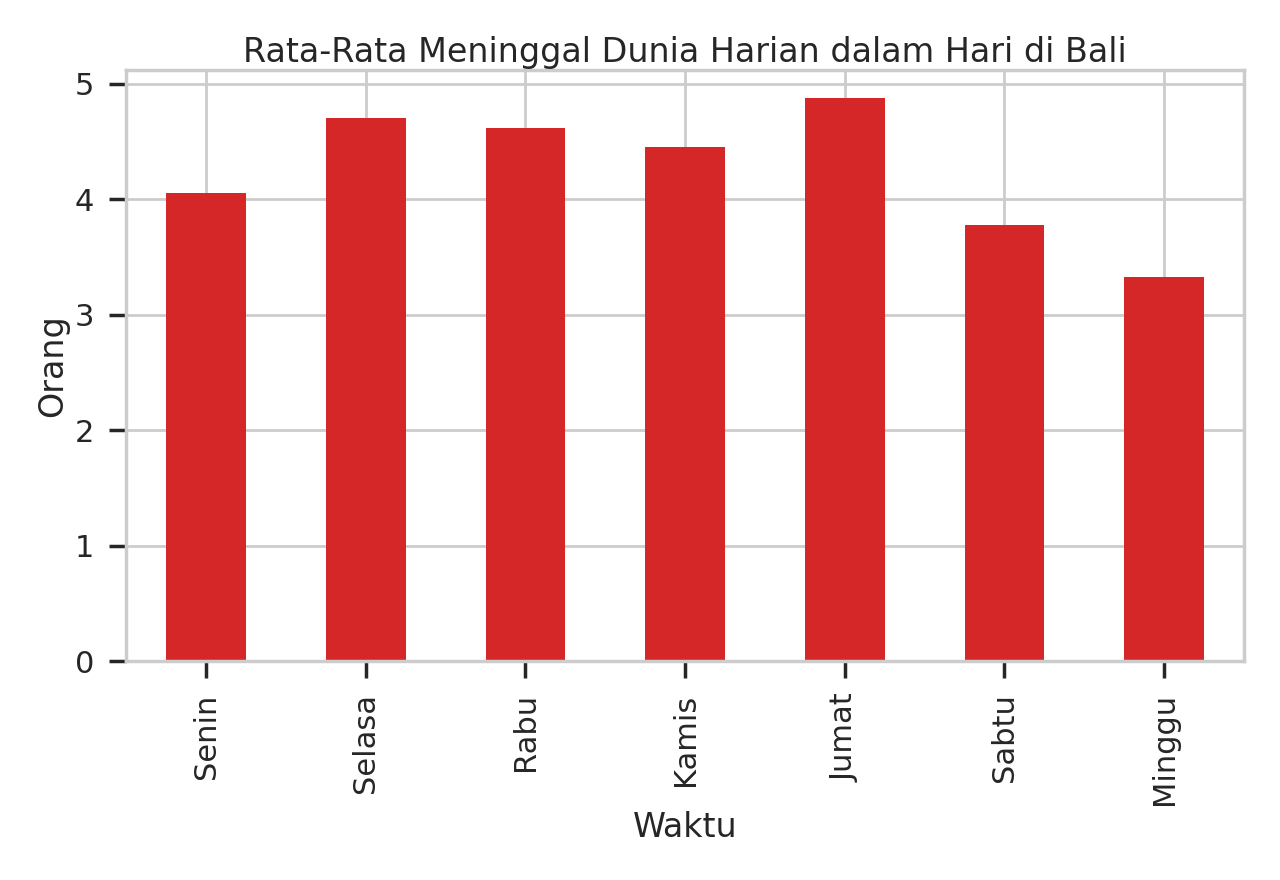 Rata-Rata Meninggal Dunia Harian dalam Hari di Bali
Orang
5
4
3
2
1
0
Senin
Selasa
Rabu
Kamis
Jumat
Sabtu
Minggu
Waktu